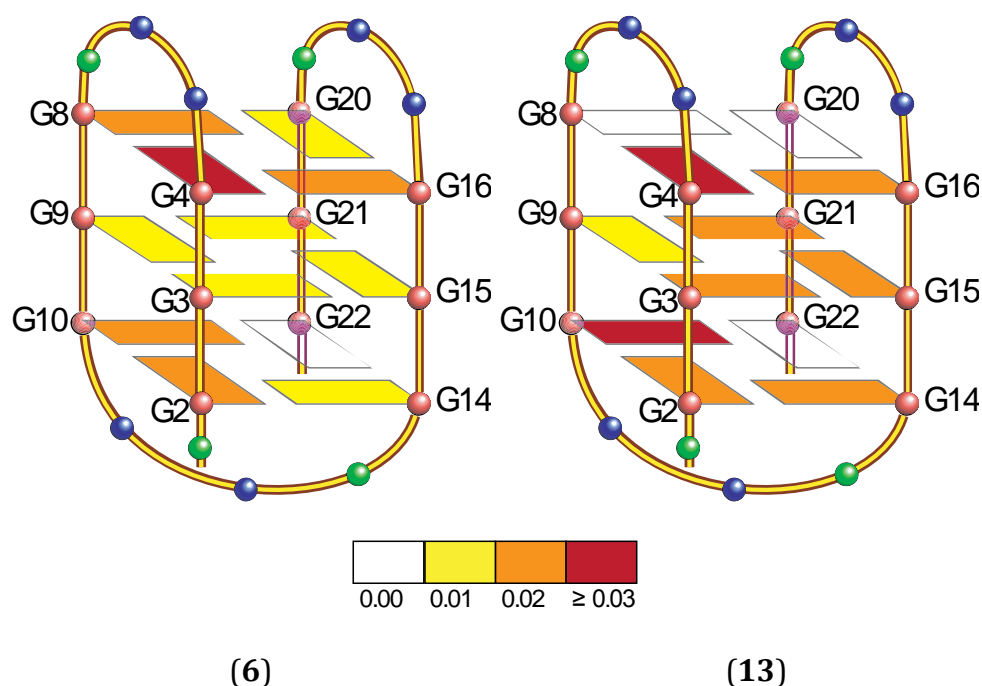 G8 G20 G8 G20
G4 G16 G4 G16
G9 G21 G9 G21
G3 G15 G3 G15
G10 G22 G10 G22
G2 G14 G2 G14
0.00 0.01 0.02 ≥ 0.03
(6) (13)